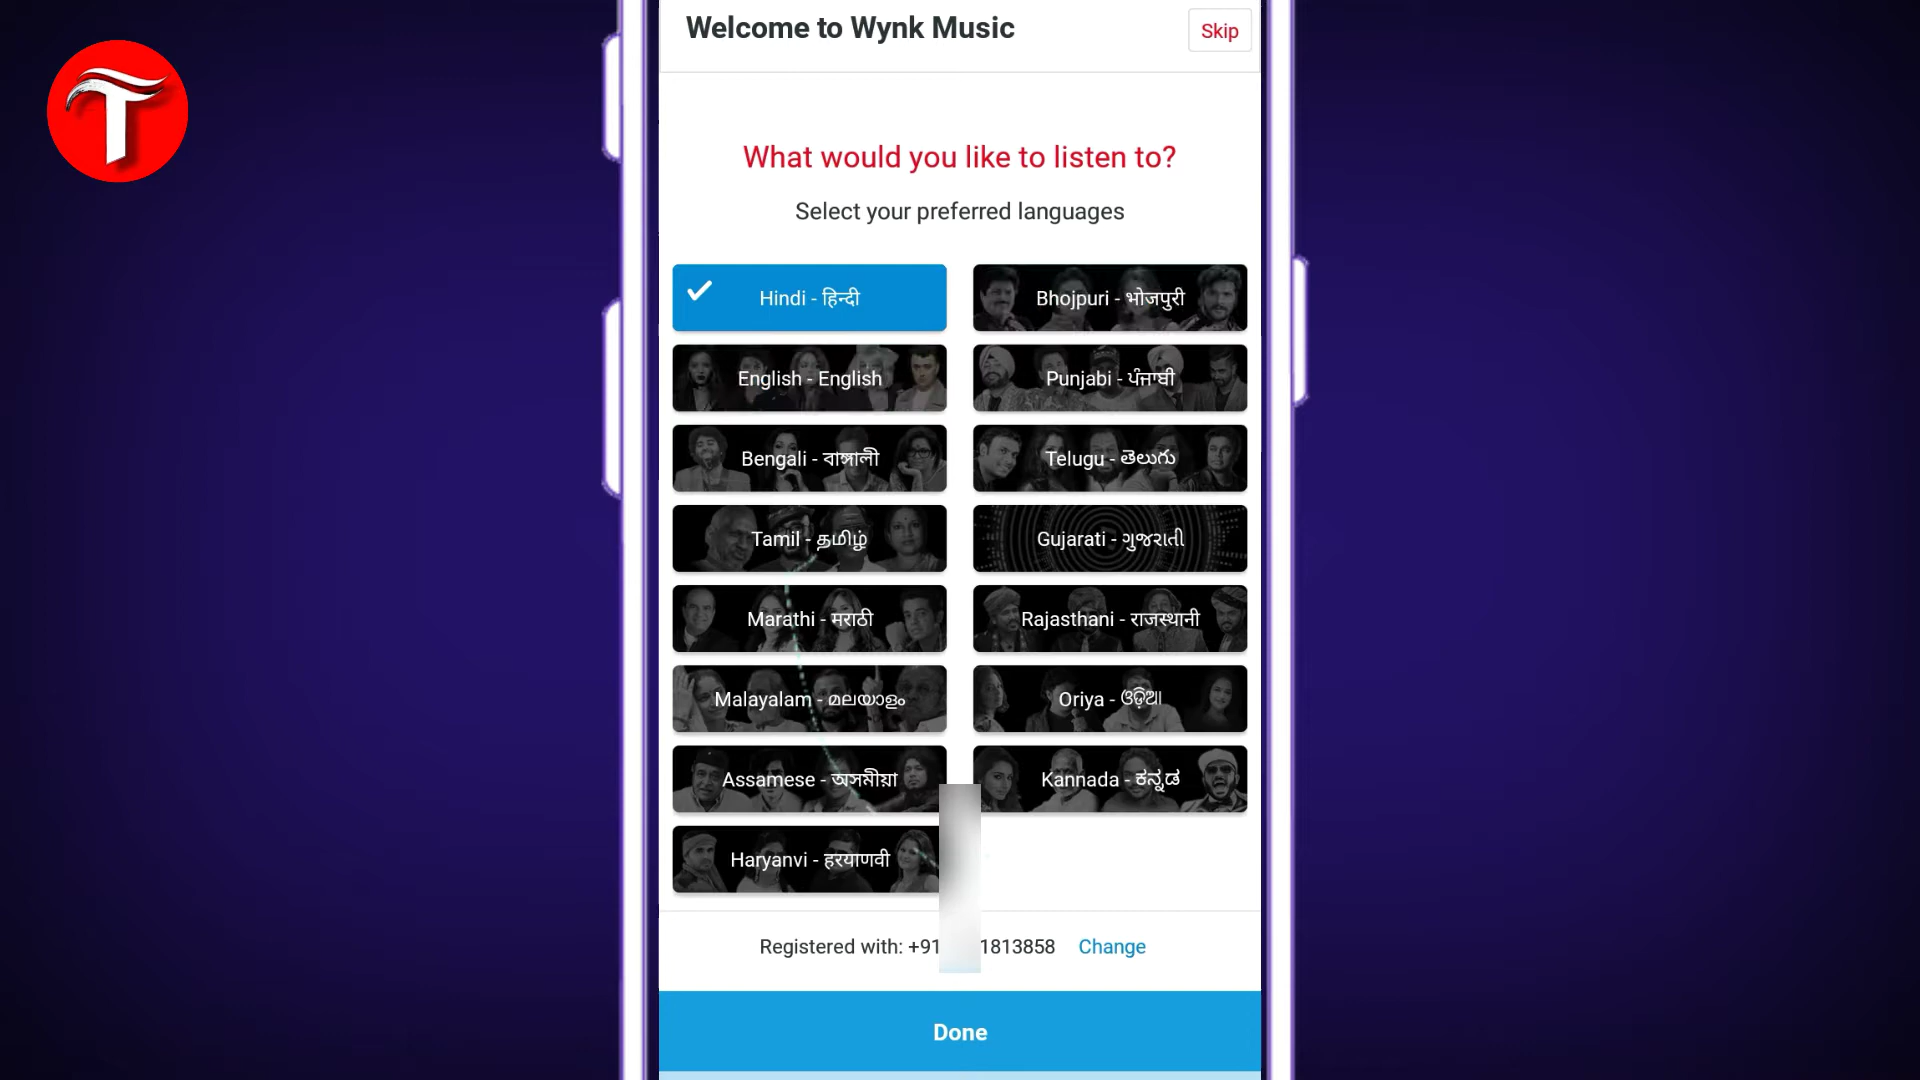 Welcome to Wynk Music
Skip
T
What would you like to listen to?
Select your preferred languages
Hindi - हिन्दी
Bhojpuri - भोजपुरी
English - English
Punjabi - ਪੰਜਾਬੀ
Bengali - বাঙ্গালী
Telugu - తెలుగు
Tamil - தமிழ்
Gujarati - ગુજરાતી
Marathi - मराठी
Rajasthani - राजस्थानी
Malayalam - മലയാളം
Oriya - ଓଡ଼ିଆ
Assamese - অসমীয়া
Kannada - ಕನ್ನಡ
Haryanvi - हरयाणवी
Registered with: +91 1813858 Change
Done